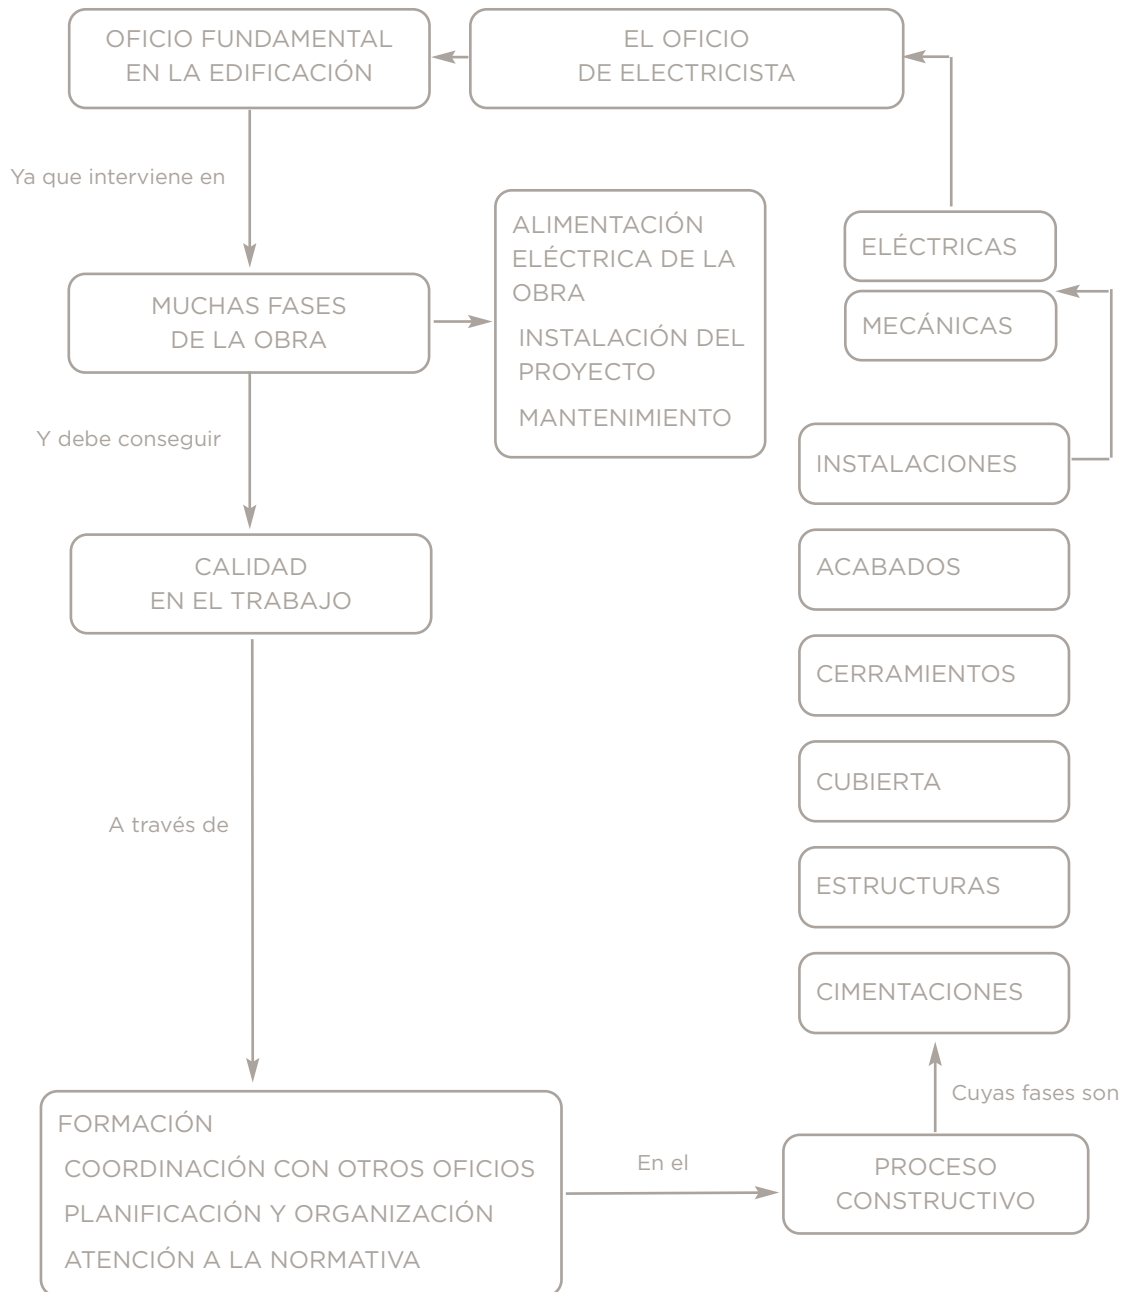 OFICIO FUNDAMENTAL
EN LA EDIFICACIÓN
EL OFICIO
DE ELECTRICISTA
Ya que interviene en
ALIMENTACIÓN
ELÉCTRICA DE LA
OBRA
INSTALACIÓN DEL
PROYECTO
MANTENIMIENTO
ELÉCTRICAS
MECÁNICAS
MUCHAS FASES
DE LA OBRA
Y debe conseguir
INSTALACIONES
CALIDAD
EN EL TRABAJO
ACABADOS
CERRAMIENTOS
CUBIERTA
A través de
ESTRUCTURAS
CIMENTACIONES
Cuyas fases son
FORMACIÓN
COORDINACIÓN CON OTROS OFICIOS
PLANIFICACIÓN Y ORGANIZACIÓN
ATENCIÓN A LA NORMATIVA
En el
PROCESO
CONSTRUCTIVO